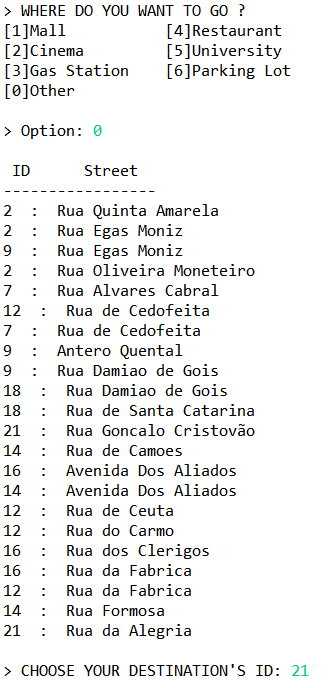 > WHERE DO YOU WANT TO GO ?
[1]Mall [4]Restaurant
[2]Cinema [5]University
[3]Gas Station [6]Parking Lot
[0]Other
> Option: 0
ID Street
-----------------
2 : Rua Quinta Amarela
2 : Rua Egas Moniz
9 : Rua Egas Moniz
2 : Rua Oliveira Moneteiro
7 : Rua Alvares Cabral
12 : Rua de Cedofeita
7 : Rua de Cedofeita
9 : Antero Quental
9 : Rua Damiao de Gois
18 : Rua Damiao de Gois
18 : Rua de Santa Catarina
21 : Rua Goncalo Cristovão
14 : Rua de Camoes
16 : Avenida Dos Aliados
14 : Avenida Dos Aliados
12 : Rua de Ceuta
12 : Rua do Carmo
16 : Rua dos Clerigos
16 : Rua da Fabrica
12 : Rua da Fabrica
14 : Rua Formosa
21 : Rua da Alegria
> CHOOSE YOUR DESTINATION'S ID: 21